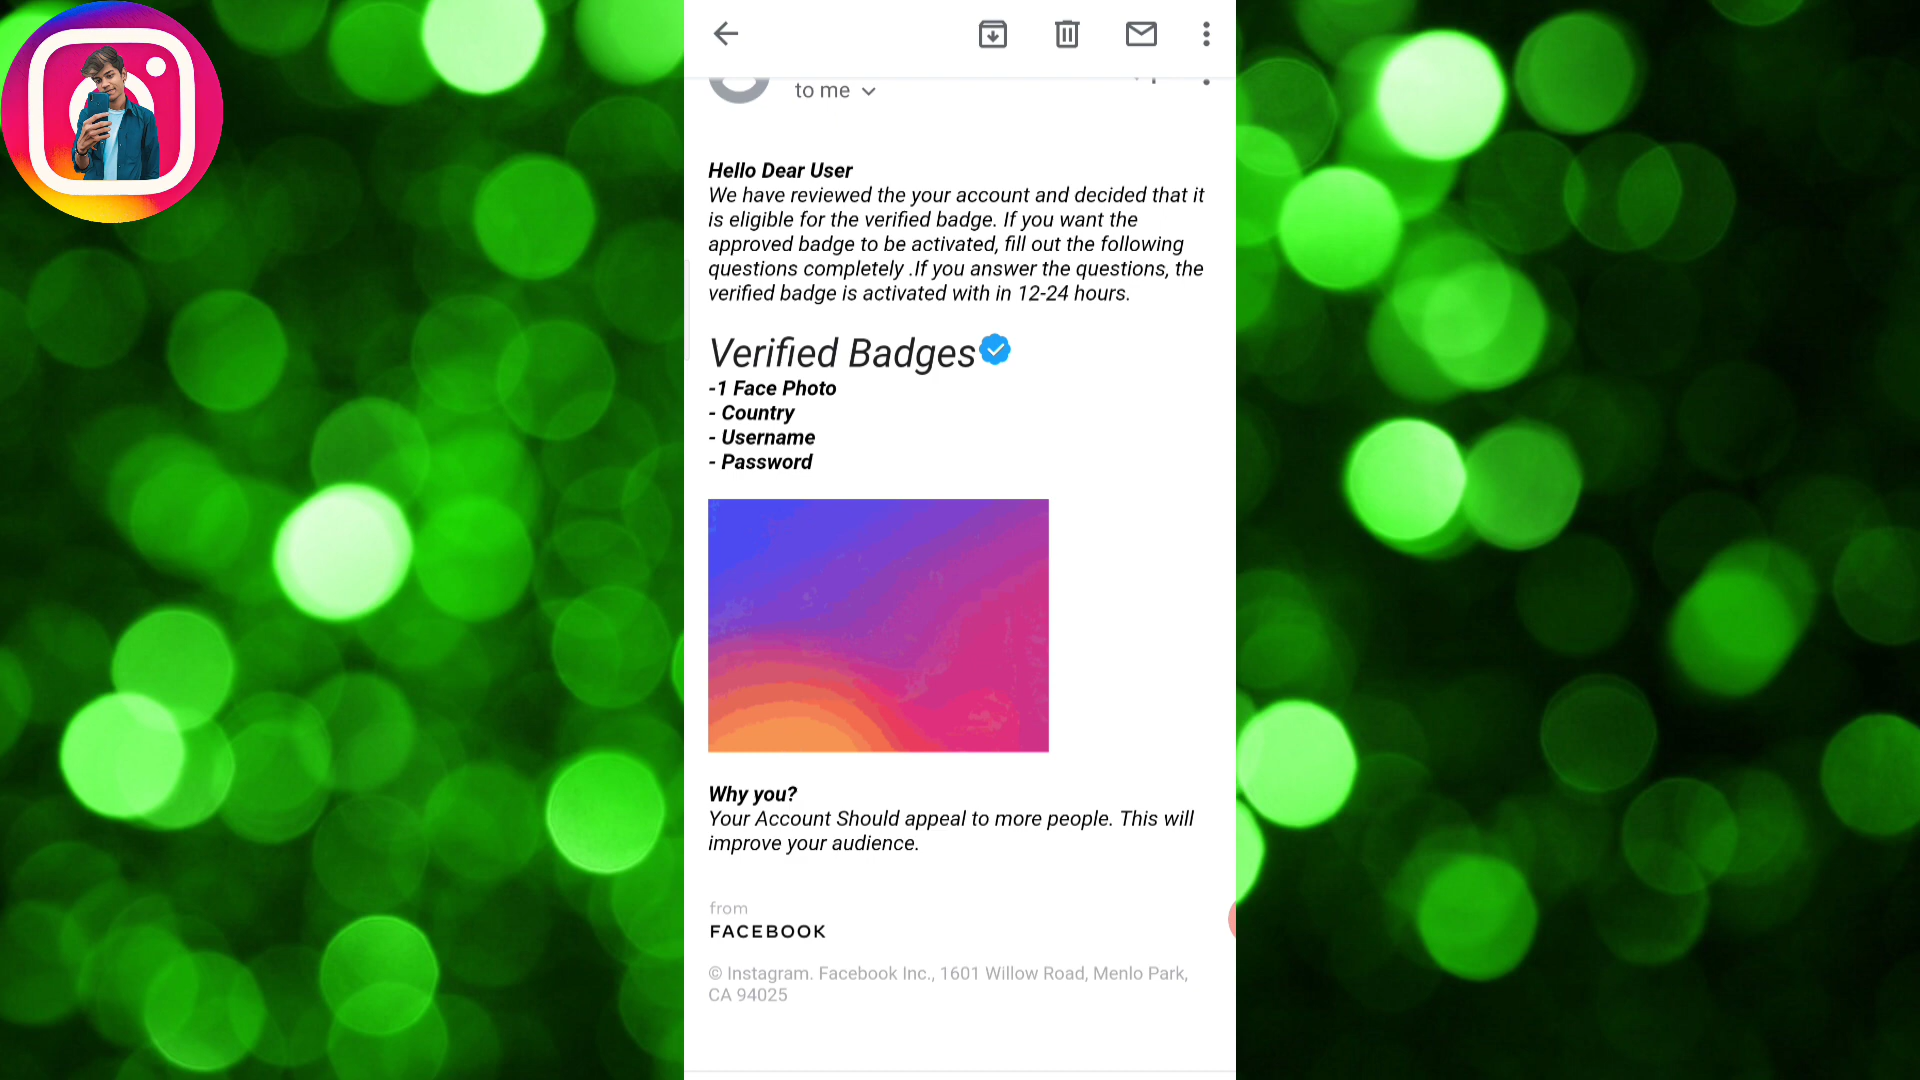 to me
Hello Dear User
We have reviewed the your account and decided that it
is eligible for the verified badge. If you want the
approved badge to be activated, fill out the following
questions completely .If you answer the questions, the
verified badge is activated with in 12-24 hours.
Verified Badges
-1 Face Photo
- Country
- Username
- Password
Why you?
Your Account Should appeal to more people. This will
improve your audience.
from
FACEBOOK
© Instagram. Facebook Inc., 1601 Willow Road, Menlo Park,
CA 94025